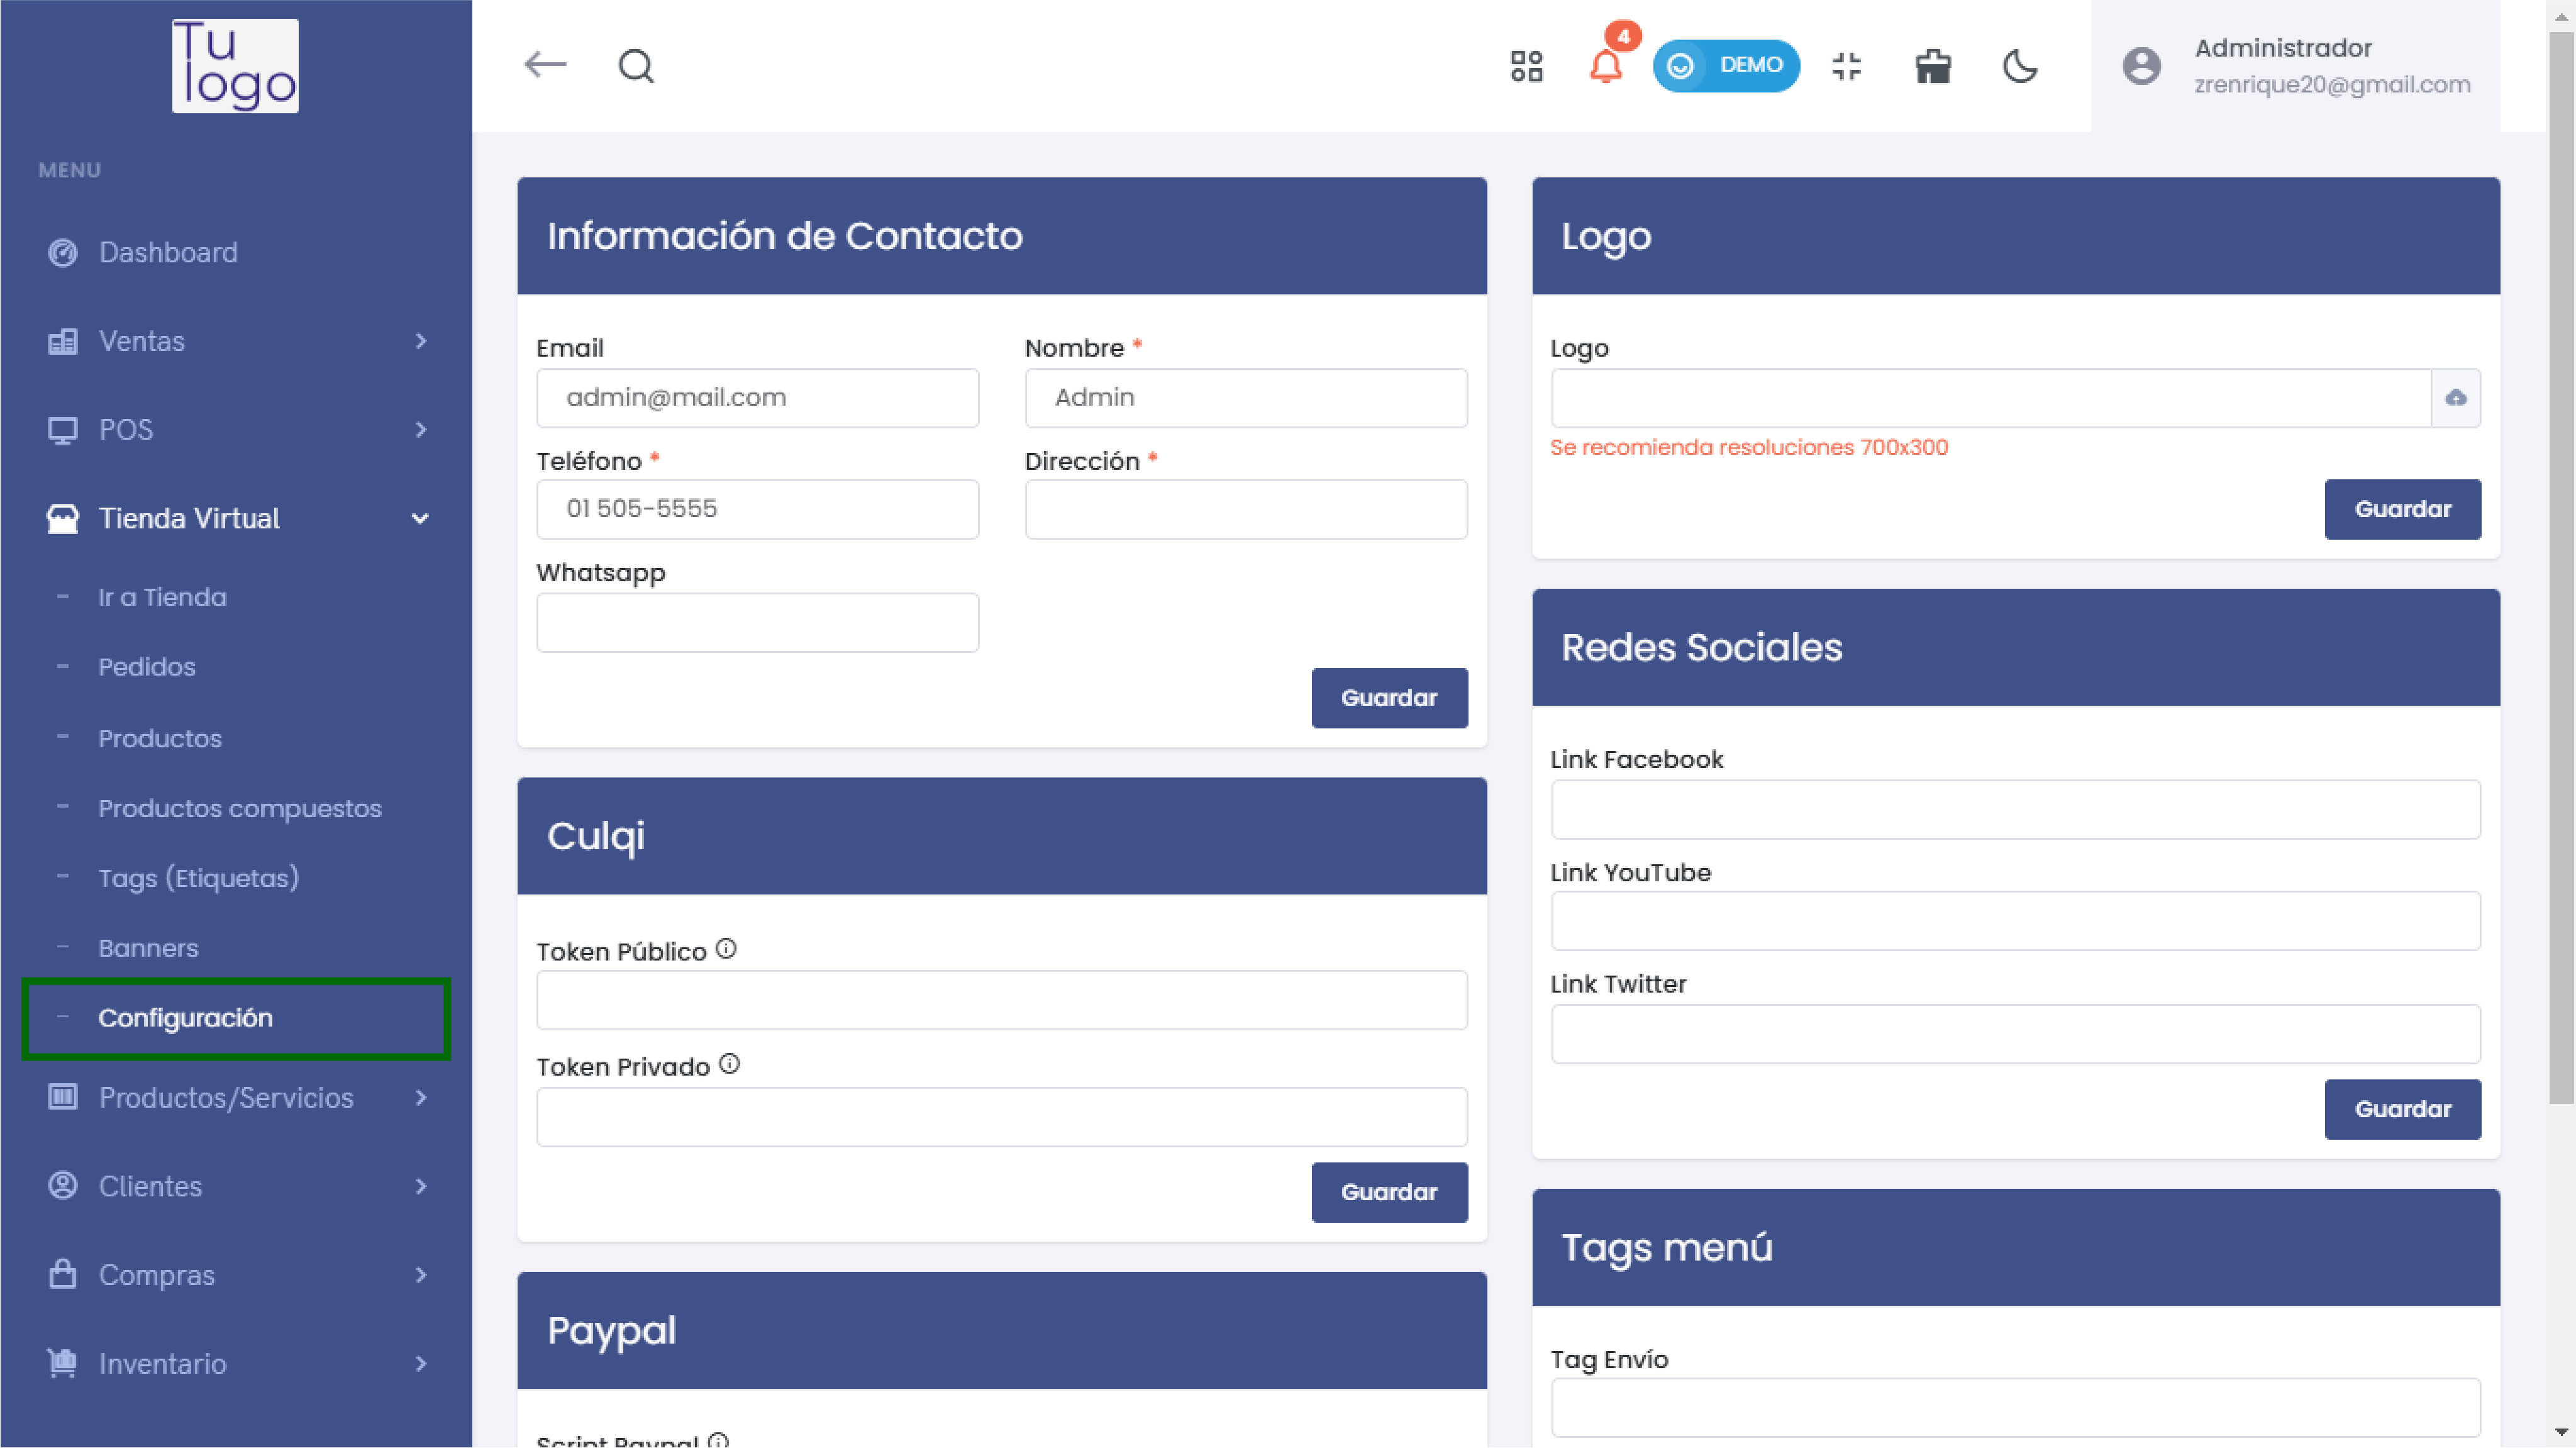 Tu
logo
MENU
Dashboard
Ventas
POS
Tienda Virtual
Ir a Tienda
Pedidos
Productos
Productos compuestos
Tags (Etiquetas)
Banners
Configuración
Productos/Servicios
Clientes
Compras
Inventario
4
DEMO
Administrador
zrenrique20@gmail.com
Información de Contacto
Email
Nombre *
admin@mail.com
Admin
Teléfono *
Dirección *
01 505-5555
Whatsapp
Guardar
Culqi
Token Público
Token Privado
Guardar
Paypal
Script Paypal
Logo
Logo
Se recomienda resoluciones 700x300
Guardar
Redes Sociales
Link Facebook
Link YouTube
Link Twitter
Guardar
Tags menú
Tag Envío